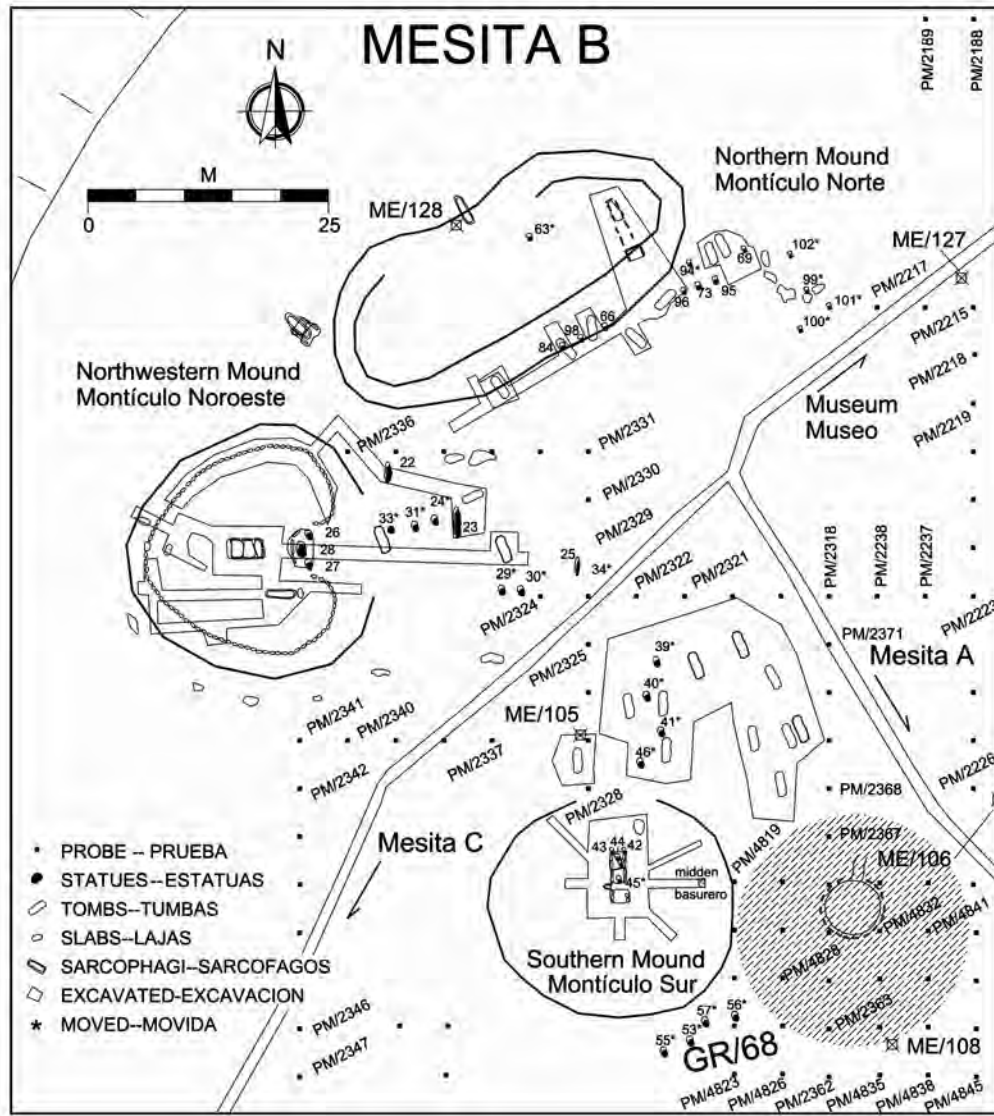 MESITA B
N
M
0 25
PM/2189
PM/2188
Northern Mound
Montículo Norte
ME/128
63*
69
102*
ME/127
94*
96
73
95
99*
101*
100*
PM/2217
PM/2215
PM/2218
PM/2219
66
98
84
Museum
Museo
Northwestern Mound
Montículo Noroeste
PM/2336
PM/2331
PM/2330
PM/2329
22
24*
31*
33*
23
26
28
27
25
34*
29*
30*
PM/2322
PM/2321
PM/2318
PM/2238
PM/2237
PM/2324
PM/2223
PM/2325
PM/2371
Mesita A
39*
40*
41*
46*
ME/105
PM/2341
PM/2340
PM/2342
PM/2337
PM/2226
PM/2328
PM/2368
PM/2367
PM/4819
ME/106
Mesita C
43
44
42
45*
midden
basurero
PM/4832
PM/4841
PM/4828
PM/2363
Southern Mound
Montículo Sur
57*
56*
53*
55*
GR/68
ME/108
PM/2346
PM/2347
PM/4823
PM/4826
PM/2362
PM/4835
PM/4838
PM/4845
PROBE -- PRUEBA
STATUES--ESTATUAS
TOMBS--TUMBAS
SLABS--LAJAS
SARCOPHAGI--SARCOFAGOS
EXCAVATED-EXCAVACION
* MOVED--MOVIDA